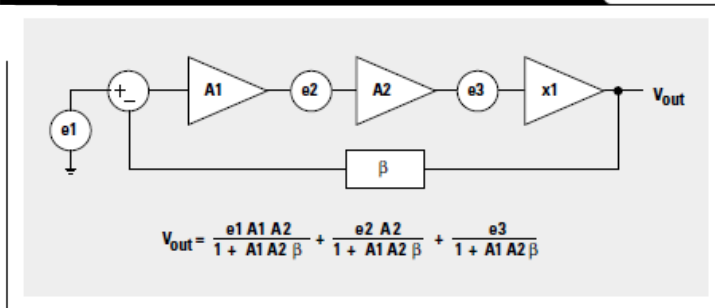 + − A1 e2 A2 e3 x1 Vout
e1
β
Vout = e1 A1 A2 / 1 + A1 A2 β + e2 A2 / 1 + A1 A2 β + e3 / 1 + A1 A2 β